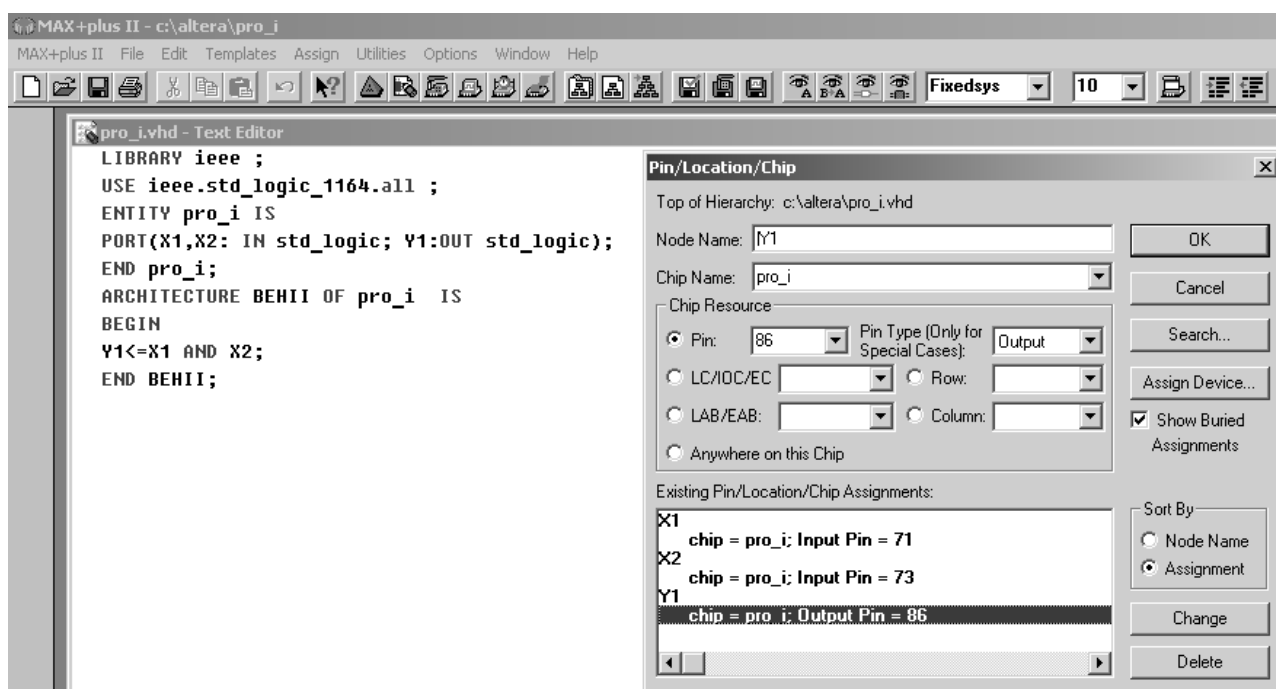 MAX+plus II - c:\altera\pro_i
MAX+plus II File Edit Templates Assign Utilities Options Window Help
Fixedsys 10
pro_i.vhd - Text Editor
LIBRARY ieee ;
USE ieee.std_logic_1164.all ;
ENTITY pro_i IS
PORT(X1,X2: IN std_logic; Y1:OUT std_logic);
END pro_i;
ARCHITECTURE BEHII OF pro_i IS
BEGIN
Y1<=X1 AND X2;
END BEHII;
Pin/Location/Chip
Top of Hierarchy: c:\altera\pro_i.vhd
Node Name: Y1
OK
Chip Name: pro_i
Cancel
Chip Resource
Pin: 86 Pin Type (Only for Special Cases): Output
Search...
LC/IOC/EC Row:
Assign Device...
LAB/EAB: Column:
Show Buried Assignments
Anywhere on this Chip
Existing Pin/Location/Chip Assignments:
X1
chip = pro_i; Input Pin = 71
X2
chip = pro_i; Input Pin = 73
Y1
chip = pro_i; Output Pin = 86
Sort By
Node Name
Assignment
Change
Delete